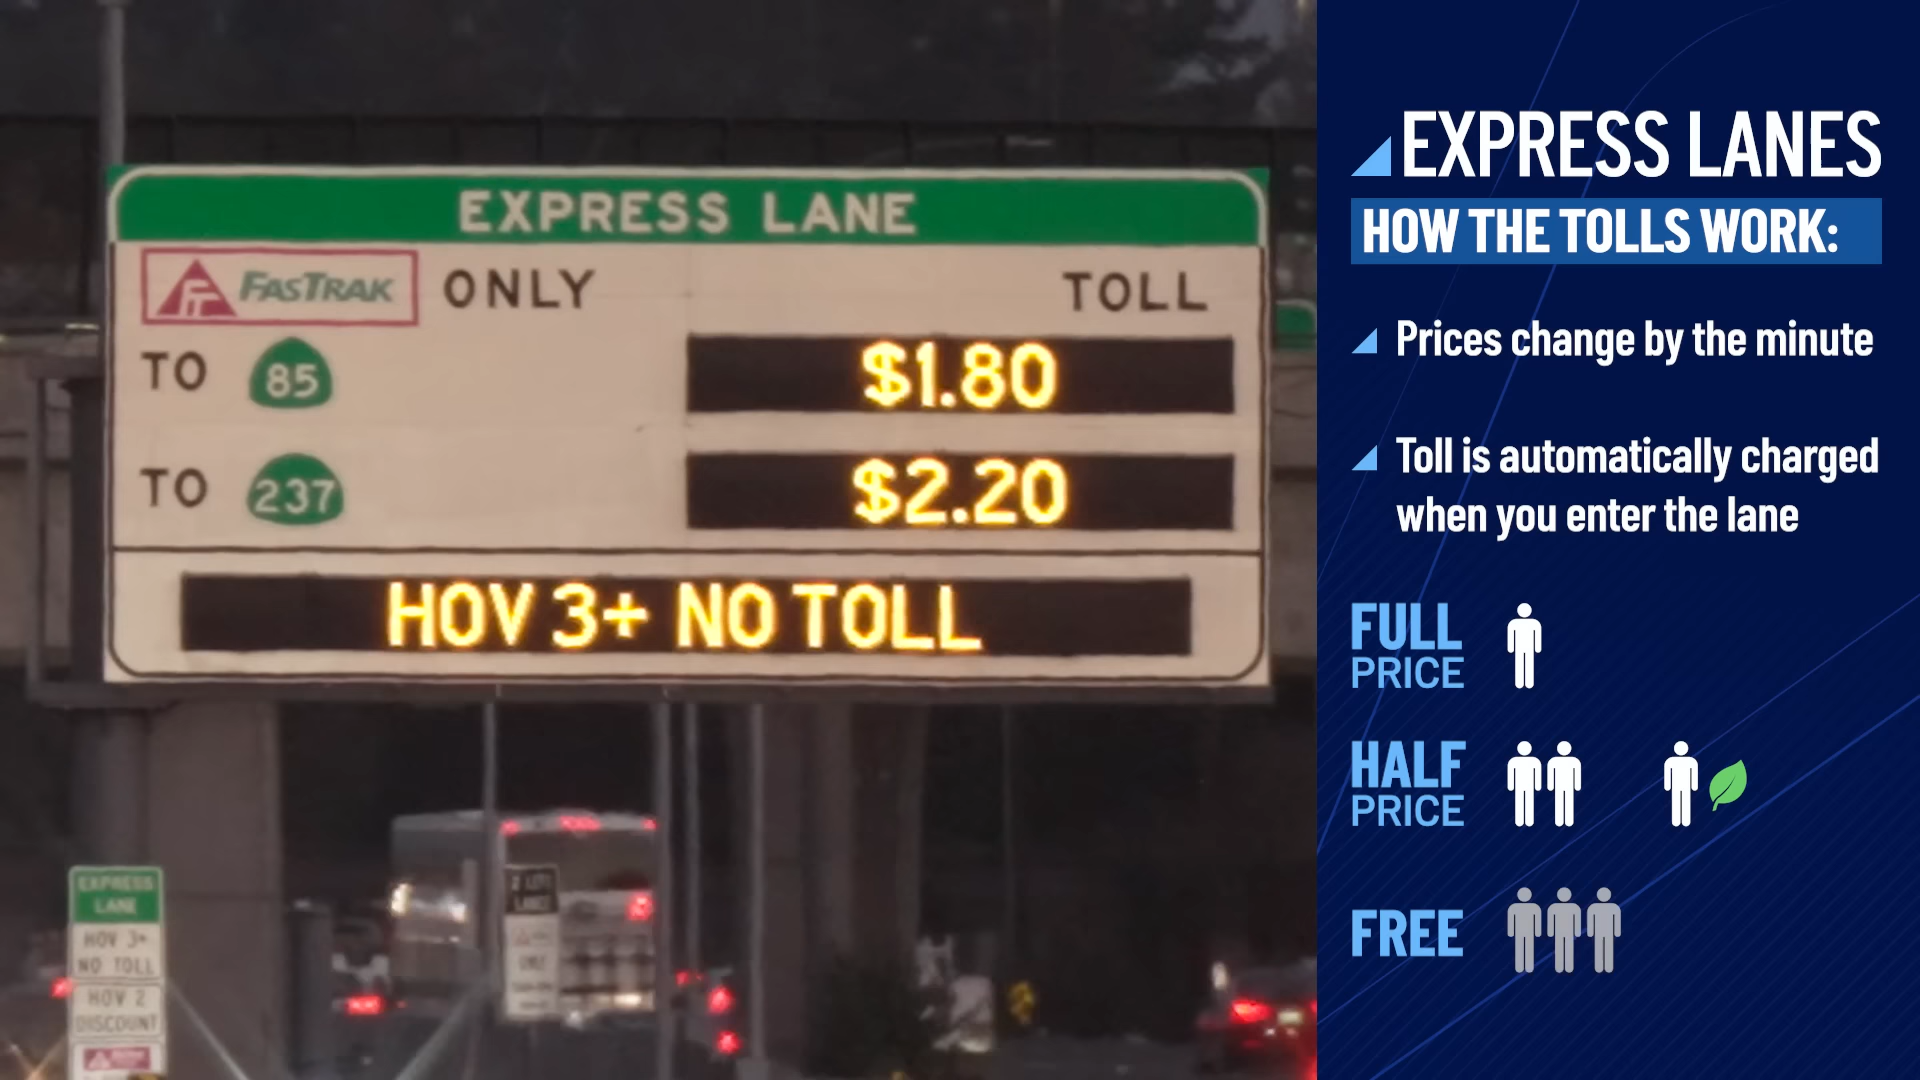 EXPRESS LANE
FASTRAK ONLY TOLL
TO 85 $1.80
TO 237 $2.20
HOV 3+ NO TOLL
EXPRESS
LANE
HOV 3+
NO TOLL
HOV 2
DISCOUNT
EXPRESS LANES
HOW THE TOLLS WORK:
Prices change by the minute
Toll is automatically charged
when you enter the lane
FULL
PRICE
HALF
PRICE
FREE